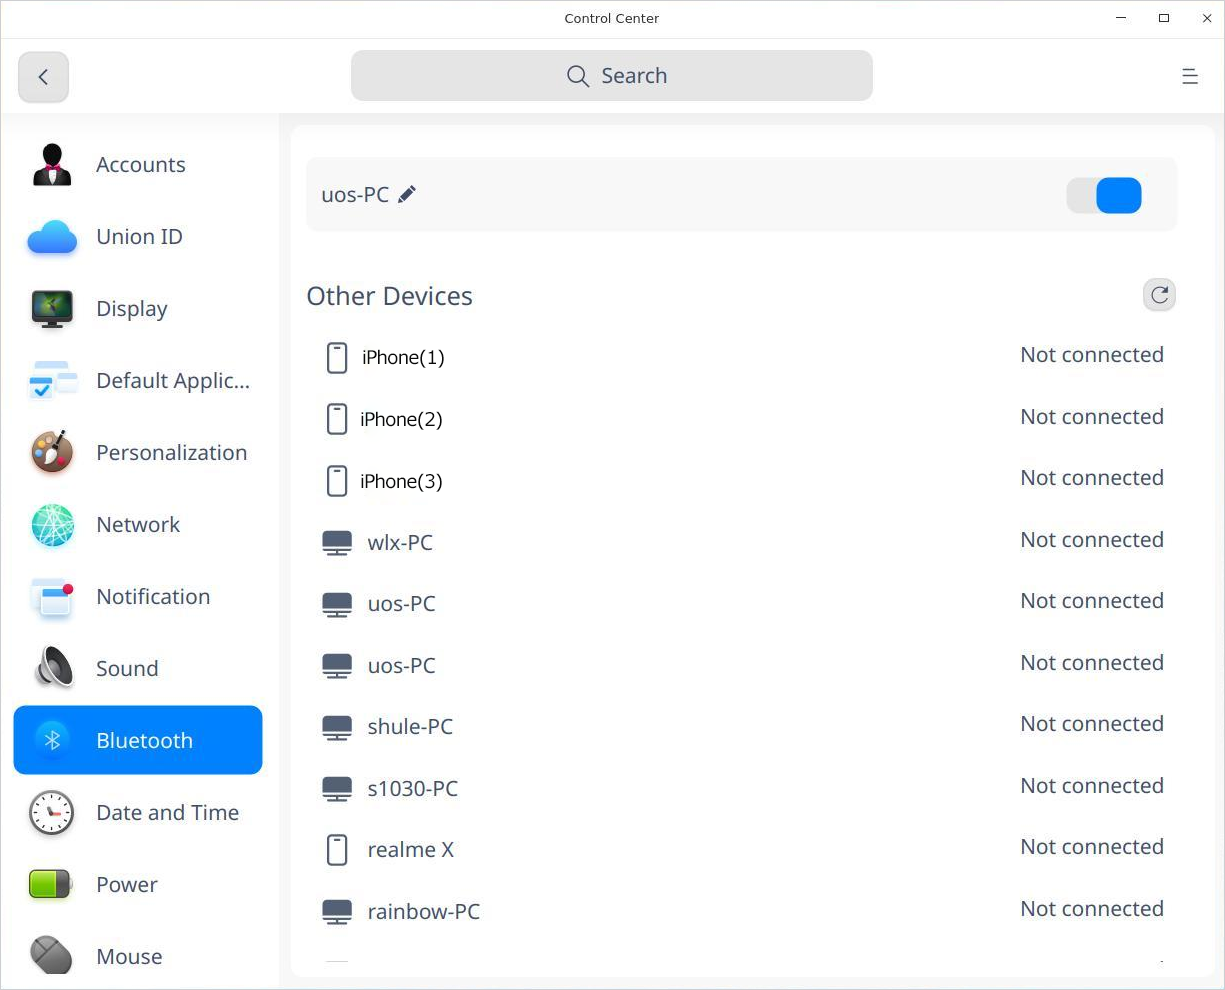 Control Center
Search
Accounts
Union ID
Display
Default Applic...
Personalization
Network
Notification
Sound
Bluetooth
Date and Time
Power
Mouse
uos-PC
Other Devices
iPhone(1) Not connected
iPhone(2) Not connected
iPhone(3) Not connected
wlx-PC Not connected
uos-PC Not connected
uos-PC Not connected
shule-PC Not connected
s1030-PC Not connected
realme X Not connected
rainbow-PC Not connected